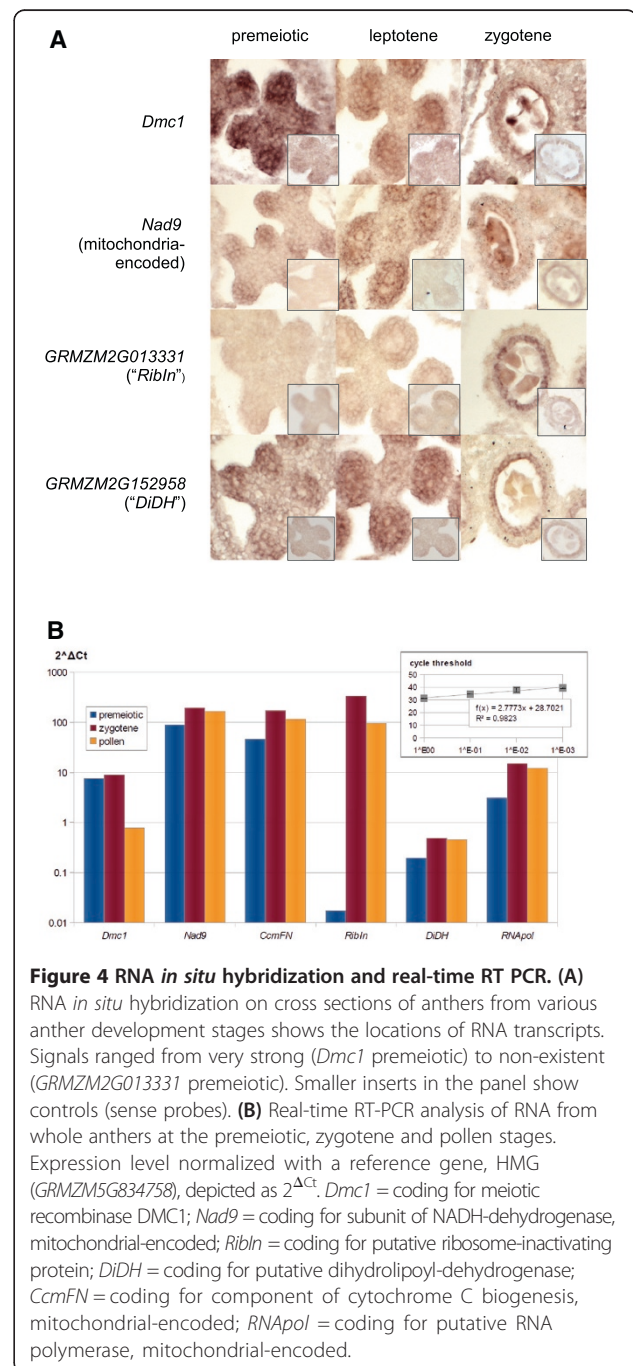 A
premeiotic leptotene zygotene
Dmc1
Nad9
(mitochondria-
encoded)
GRMZM2G013331
("RibIn")
GRMZM2G152958
("DiDH")
B
2^ΔCt
1000
100
10
1
0.1
0.01
premeiotic
zygotene
pollen
cycle threshold
50
40
30
20
10
0
f(x) = 2.7773x + 28.7021
R² = 0.9823
1^E00 1^E-01 1^E-02 1^E-03
Dmc1 Nad9 CcmFN RibIn DiDH RNApol
Figure 4 RNA in situ hybridization and real-time RT PCR. (A)
RNA in situ hybridization on cross sections of anthers from various
anther development stages shows the locations of RNA transcripts.
Signals ranged from very strong (Dmc1 premeiotic) to non-existent
(GRMZM2G013331 premeiotic). Smaller inserts in the panel show
controls (sense probes). (B) Real-time RT-PCR analysis of RNA from
whole anthers at the premeiotic, zygotene and pollen stages.
Expression level normalized with a reference gene, HMG
(GRMZM5G834758), depicted as 2^ΔCt. Dmc1 = coding for meiotic
recombinase DMC1; Nad9 = coding for subunit of NADH-dehydrogenase,
mitochondrial-encoded; RibIn = coding for putative ribosome-inactivating
protein; DiDH = coding for putative dihydrolipoyl-dehydrogenase;
CcmFN = coding for component of cytochrome C biogenesis,
mitochondrial-encoded; RNApol = coding for putative RNA
polymerase, mitochondrial-encoded.